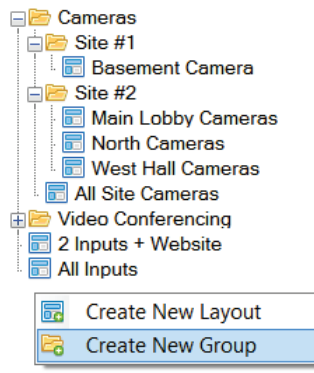 Cameras
Site #1
Basement Camera
Site #2
Main Lobby Cameras
North Cameras
West Hall Cameras
All Site Cameras
Video Conferencing
2 Inputs + Website
All Inputs
Create New Layout
Create New Group